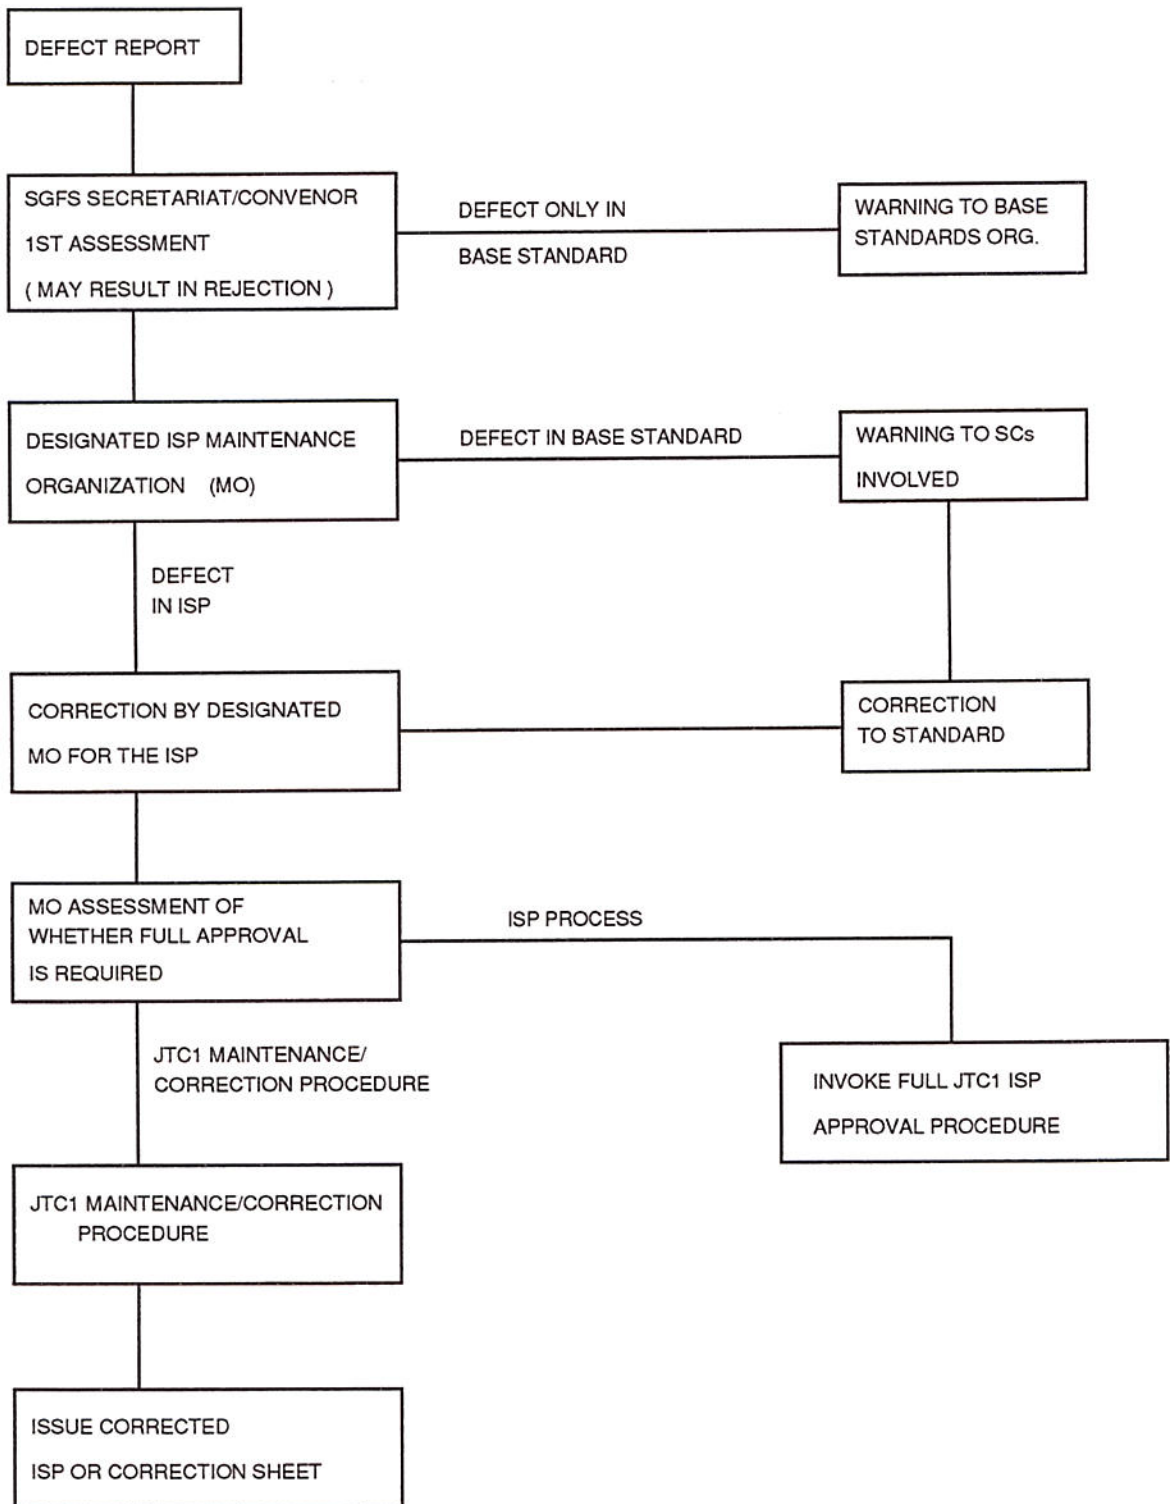 DEFECT REPORT
SGFS SECRETARIAT/CONVENOR
1ST ASSESSMENT
( MAY RESULT IN REJECTION )
DEFECT ONLY IN
BASE STANDARD
WARNING TO BASE
STANDARDS ORG.
DESIGNATED ISP MAINTENANCE
ORGANIZATION (MO)
DEFECT IN BASE STANDARD
WARNING TO SCs
INVOLVED
DEFECT
IN ISP
CORRECTION BY DESIGNATED
MO FOR THE ISP
CORRECTION
TO STANDARD
MO ASSESSMENT OF
WHETHER FULL APPROVAL
IS REQUIRED
ISP PROCESS
JTC1 MAINTENANCE/
CORRECTION PROCEDURE
INVOKE FULL JTC1 ISP
APPROVAL PROCEDURE
JTC1 MAINTENANCE/CORRECTION
PROCEDURE
ISSUE CORRECTED
ISP OR CORRECTION SHEET